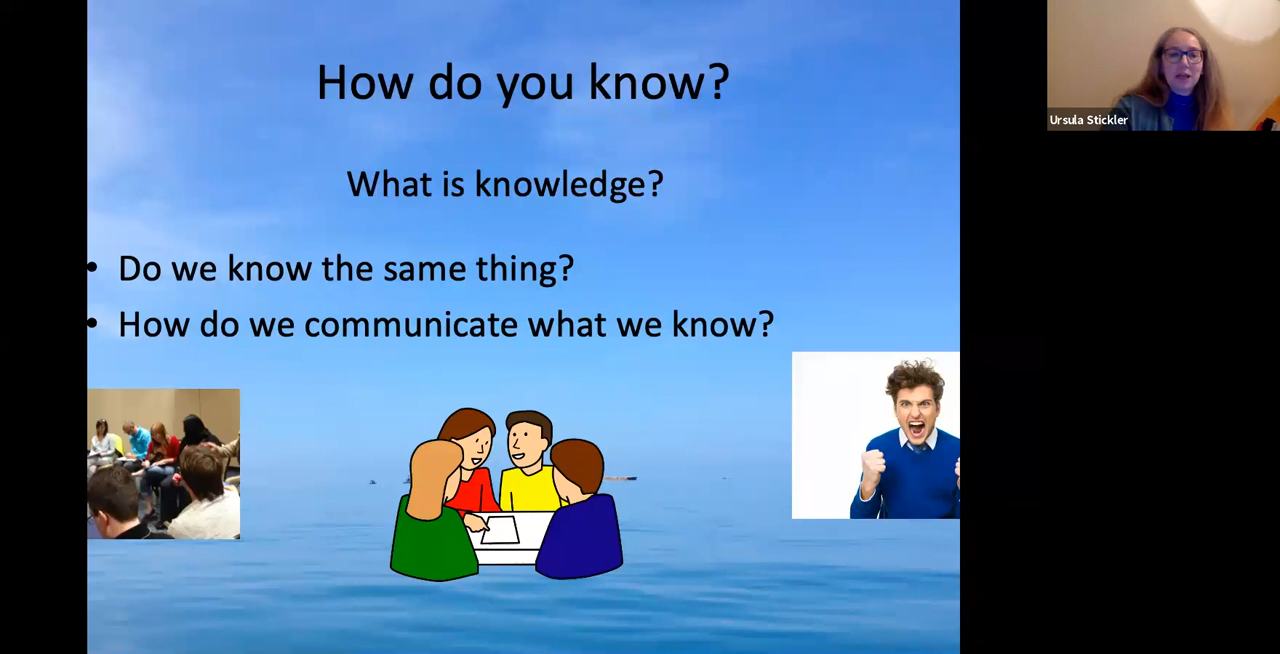 How do you know?
What is knowledge?
• Do we know the same thing?
• How do we communicate what we know?
Ursula Stickler